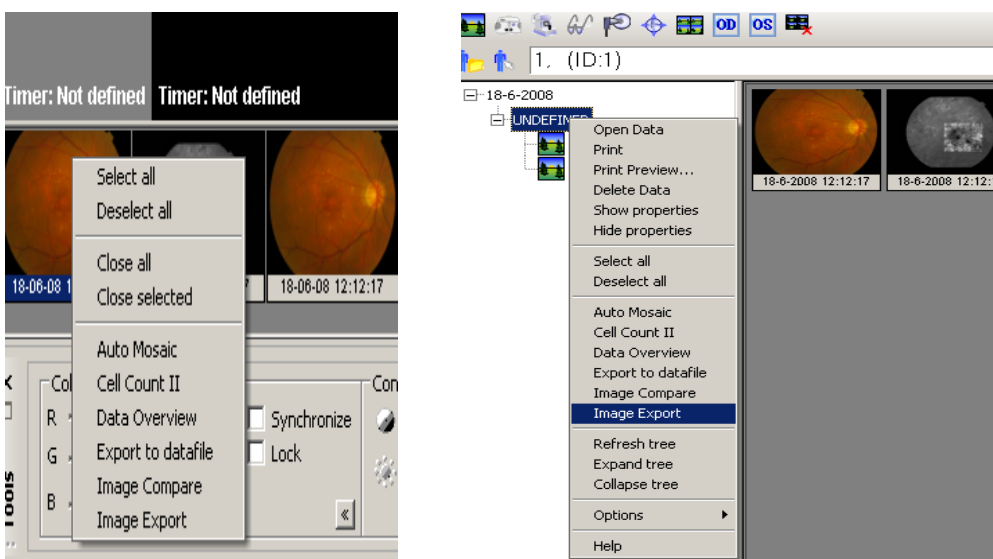 Timer: Not defined Timer: Not defined
Select all
Deselect all
Close all
Close selected
Auto Mosaic
Cell Count II
Data Overview
Export to datafile
Image Compare
Image Export
18-06-08 1
18-06-08 12:12:17
Col
Con
R
G
B
Synchronize
Lock
Tools
OD OS
1, (ID:1)
18-6-2008
UNDEFINED
Open Data
Print
Print Preview...
Delete Data
Show properties
Hide properties
Select all
Deselect all
Auto Mosaic
Cell Count II
Data Overview
Export to datafile
Image Compare
Image Export
Refresh tree
Expand tree
Collapse tree
Options
Help
18-6-2008 12:12:17
18-6-2008 12:12: